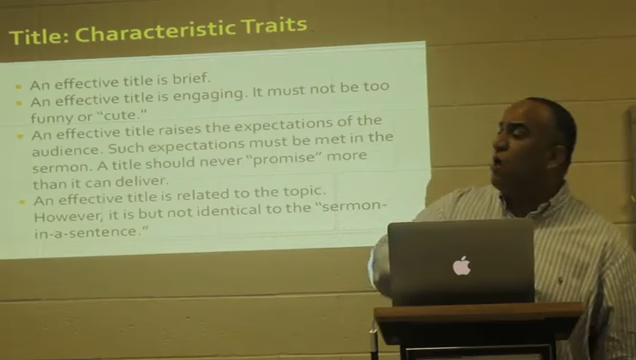 Title: Characteristic Traits
An effective title is brief.
An effective title is engaging. It must not be too
funny or "cute."
An effective title raises the expectations of the
audience. Such expectations must be met in the
sermon. A title should never "promise" more
than it can deliver.
An effective title is related to the topic.
However, it is but not identical to the "sermon-
in-a-sentence."